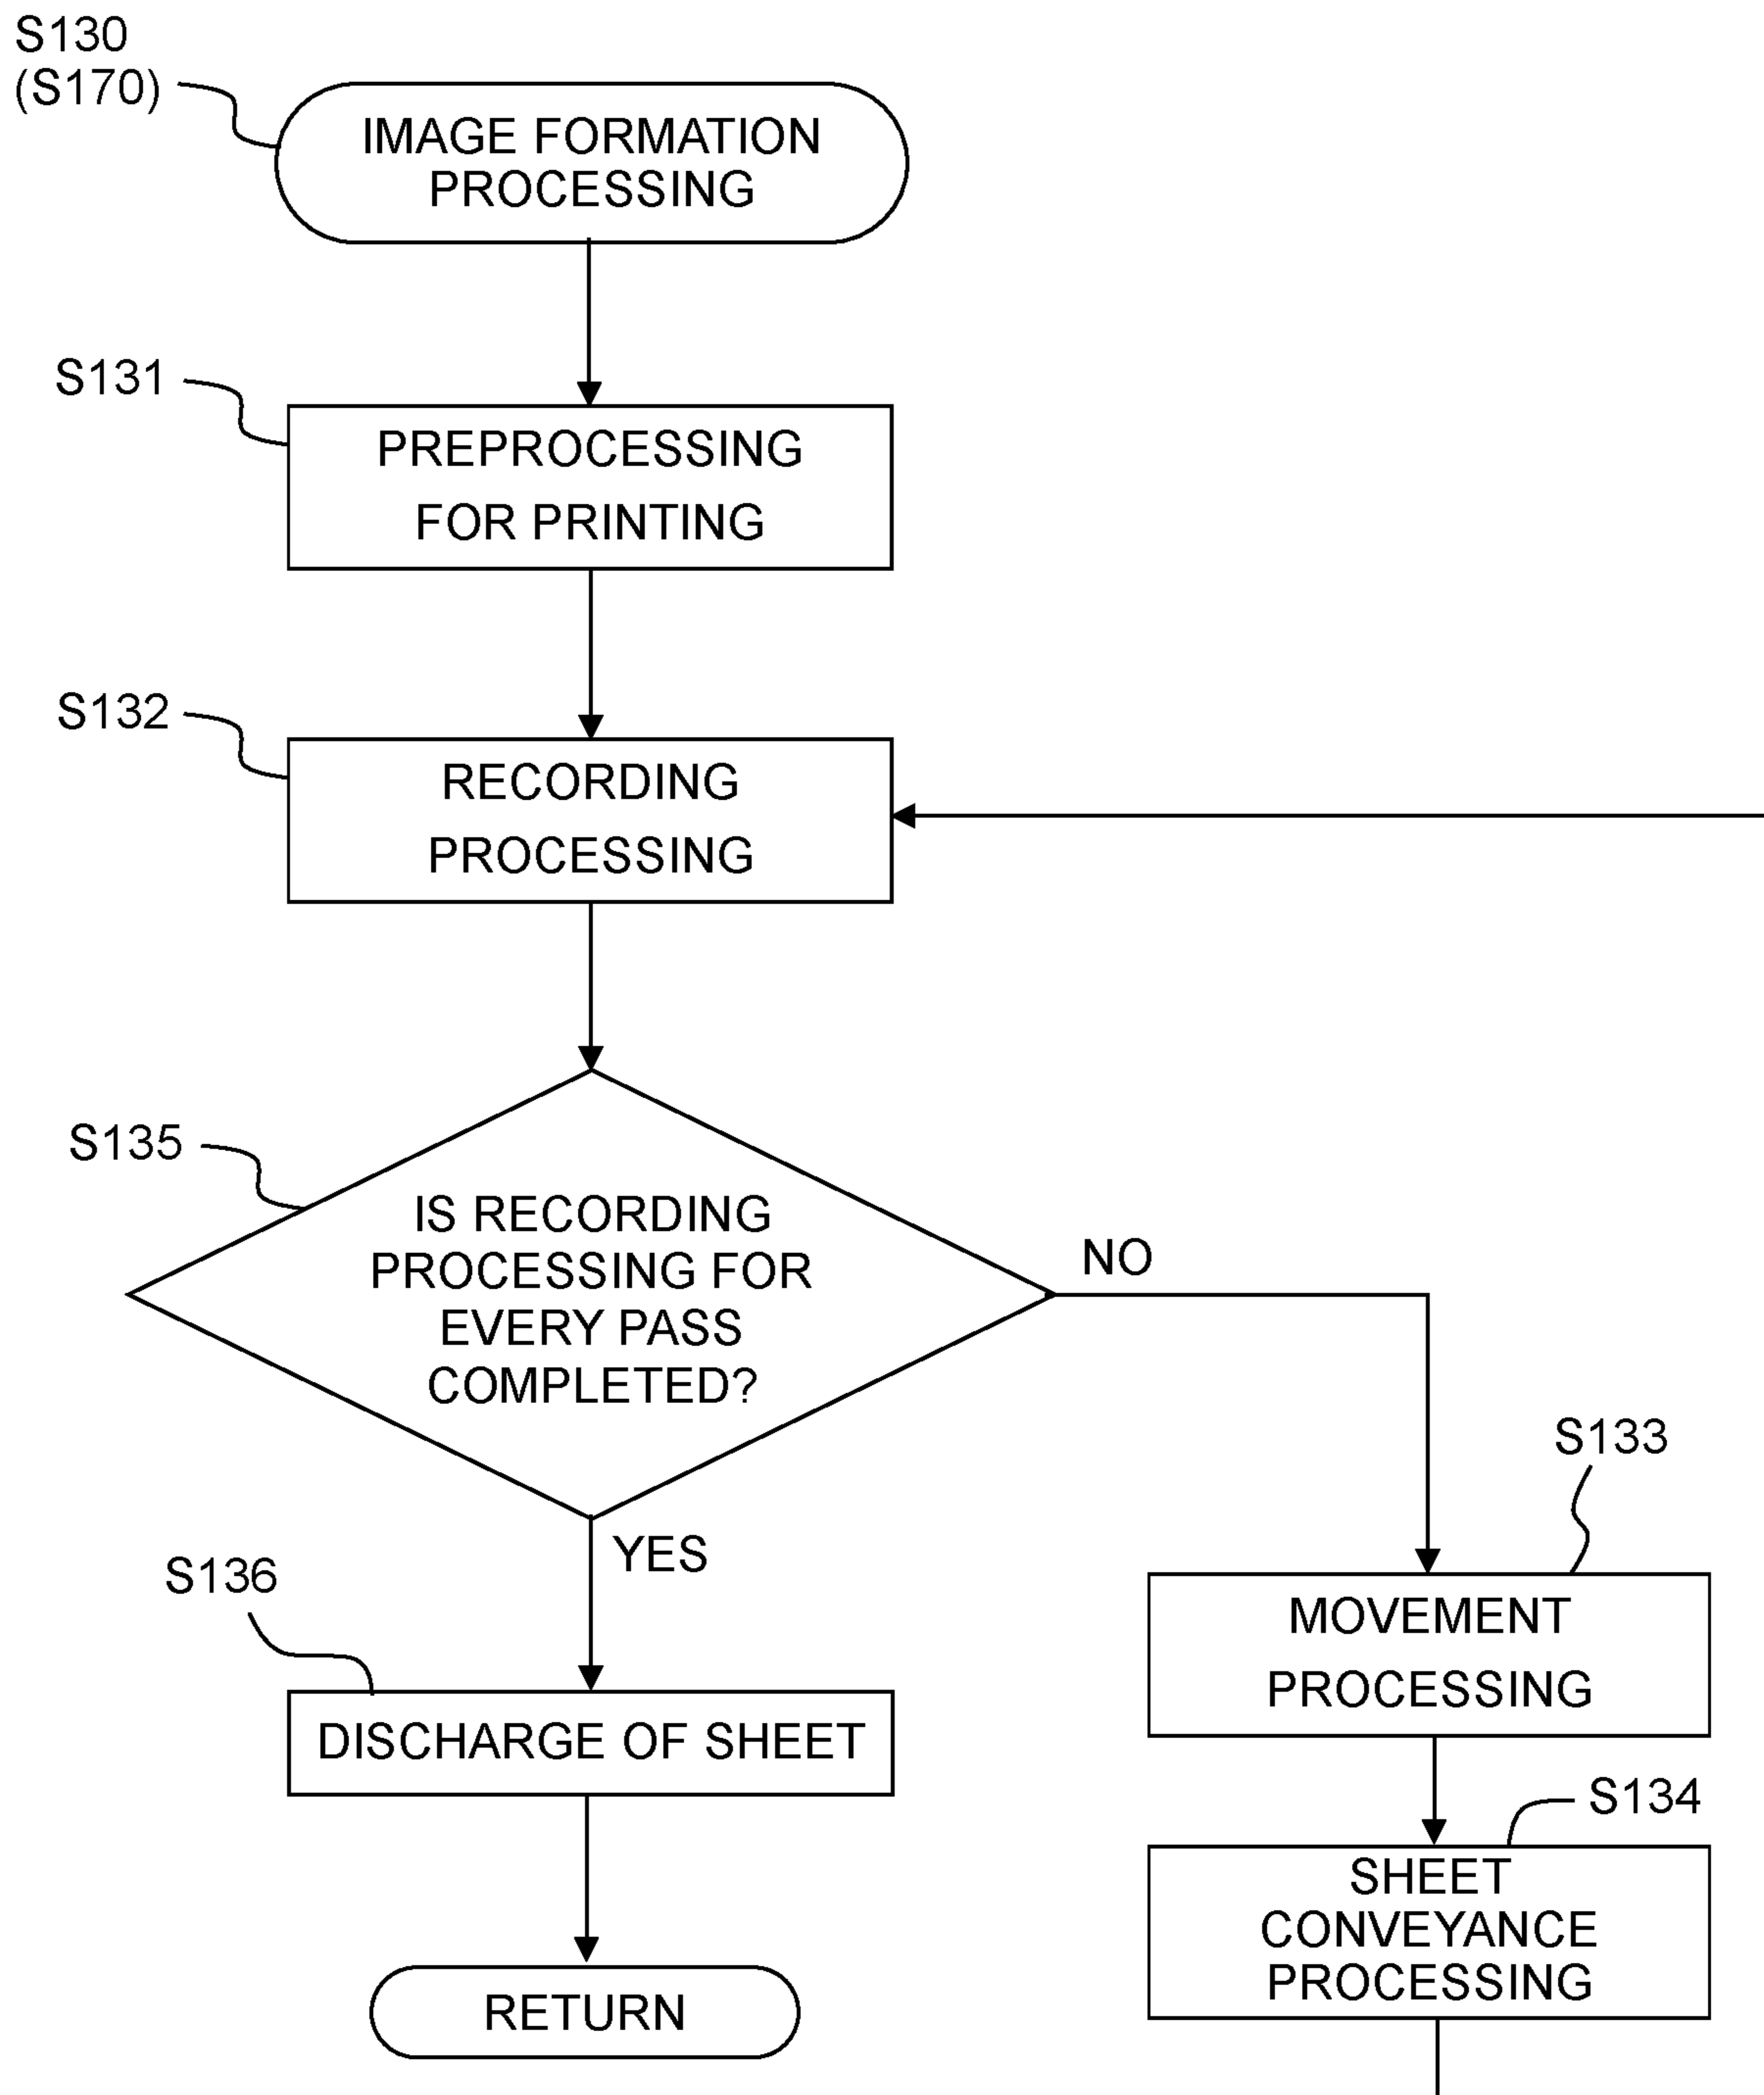 S130
(S170)
IMAGE FORMATION
PROCESSING
S131
PREPROCESSING
FOR PRINTING
S132
RECORDING
PROCESSING
S135
IS RECORDING
PROCESSING FOR
EVERY PASS
COMPLETED?
NO
YES
S133
MOVEMENT
PROCESSING
S136
DISCHARGE OF SHEET
S134
SHEET
CONVEYANCE
PROCESSING
RETURN